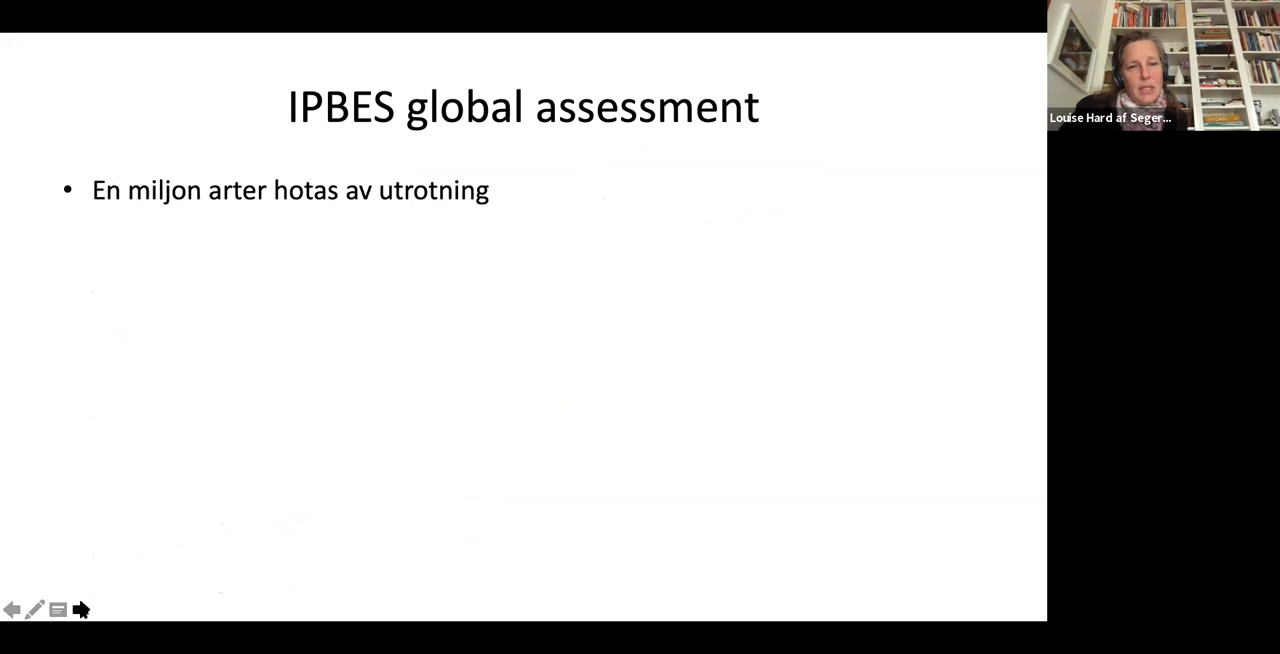 IPBES global assessment
• En miljon arter hotas av utrotning
Louise Hard af Seger...